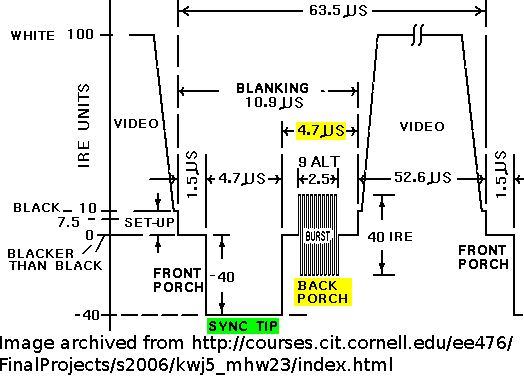 63.5 µS
WHITE 100
BLANKING
10.9 µS
IRE UNITS
VIDEO
4.7 µS
VIDEO
1.5 µS
4.7 µS
9 ALT
2.5
52.6 µS
1.5 µS
BLACK 10
7.5
SET-UP
BURST
40 IRE
0
BLACKER
THAN BLACK
FRONT
PORCH
-40
BACK
PORCH
FRONT
PORCH
-40
SYNC TIP
Image archived from http://courses.cit.cornell.edu/ee476/
FinalProjects/s2006/kwj5_mhw23/index.html